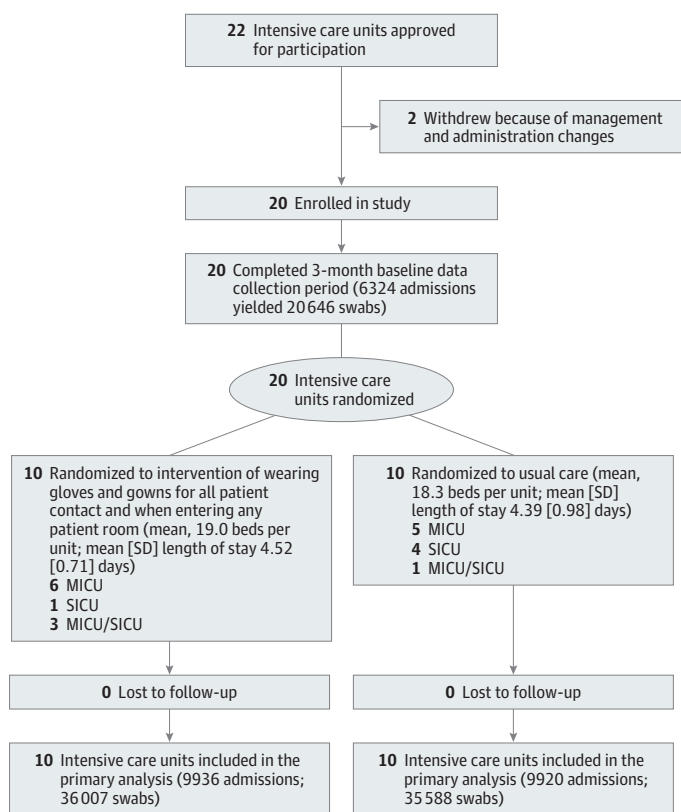 22 Intensive care units approved
for participation
2 Withdrew because of management
and administration changes
20 Enrolled in study
20 Completed 3-month baseline data
collection period (6324 admissions
yielded 20 646 swabs)
20 Intensive care
units randomized
10 Randomized to intervention of wearing
gloves and gowns for all patient
contact and when entering any
patient room (mean, 19.0 beds per
unit; mean [SD] length of stay 4.52
[0.71] days)
6 MICU
1 SICU
3 MICU/SICU
10 Randomized to usual care (mean,
18.3 beds per unit; mean [SD]
length of stay 4.39 [0.98] days)
5 MICU
4 SICU
1 MICU/SICU
0 Lost to follow-up
0 Lost to follow-up
10 Intensive care units included in the
primary analysis (9936 admissions;
36 007 swabs)
10 Intensive care units included in the
primary analysis (9920 admissions;
35 588 swabs)